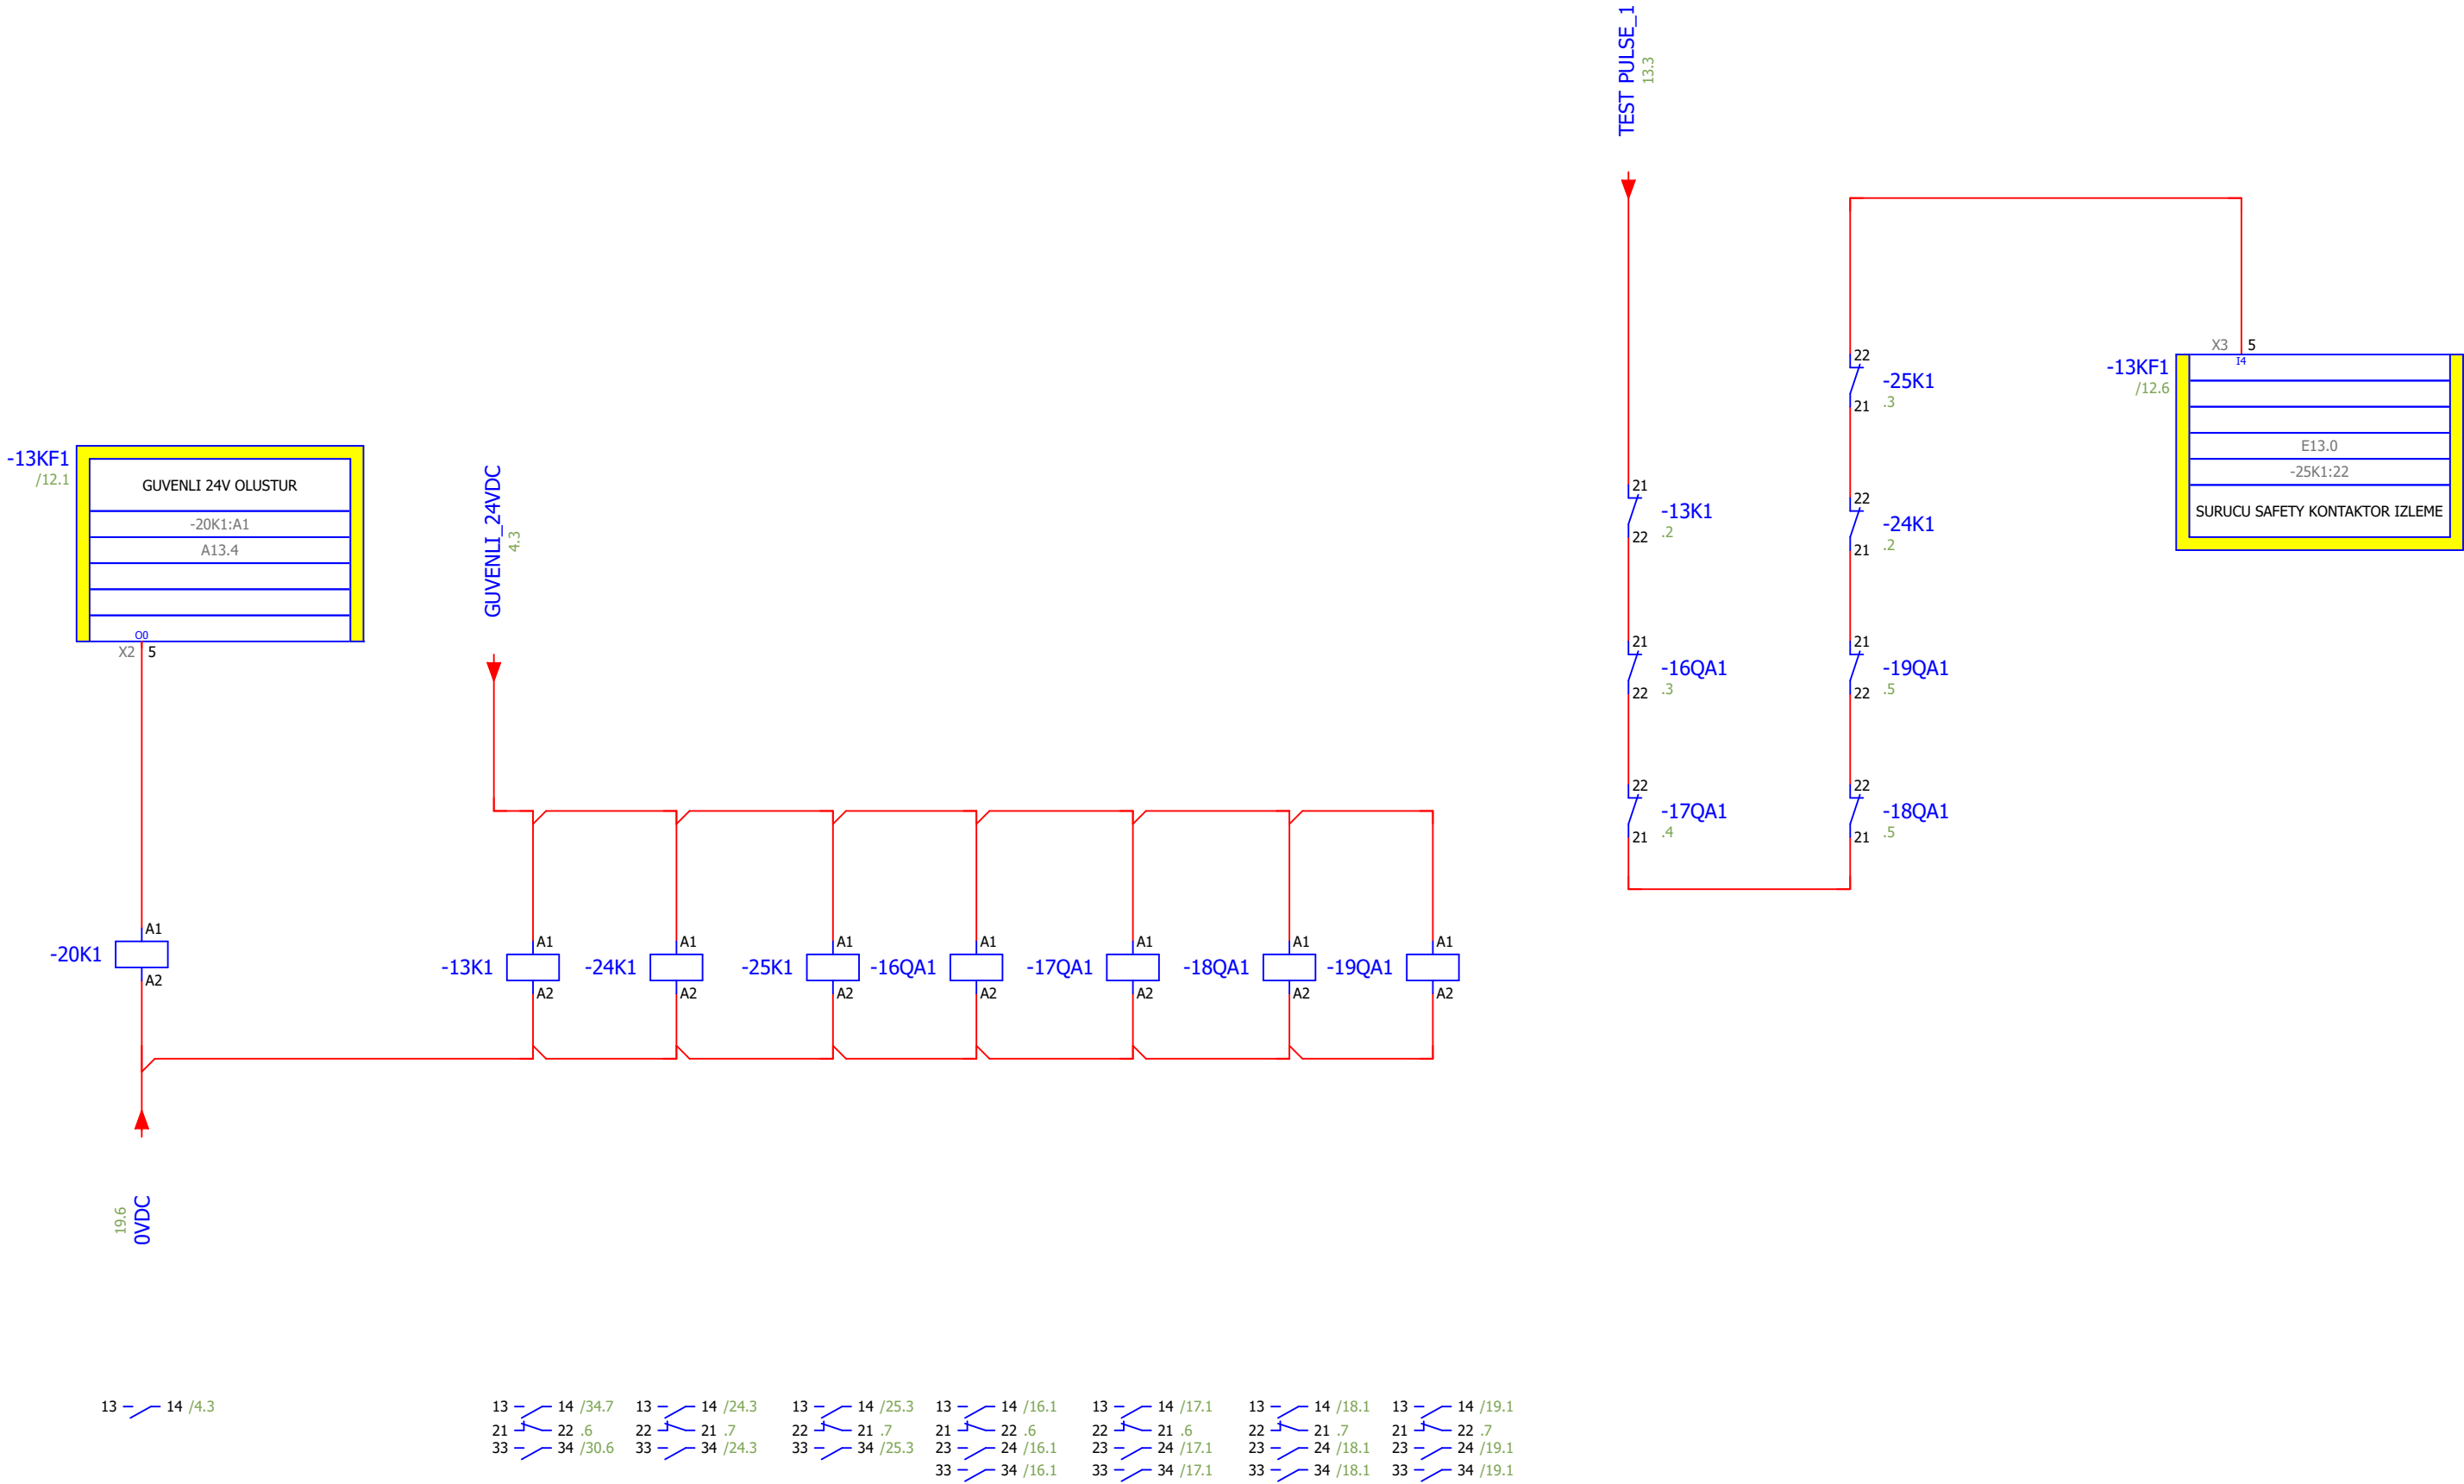 TEST PULSE_1
13.3
X3 5
I4
-13KF1
/12.6
E13.0
-25K1:22
SURUCU SAFETY KONTAKTOR IZLEME
22
-25K1
.3
21
-13KF1
/12.1
GUVENLI 24V OLUSTUR
-20K1:A1
A13.4
O0
X2 5
GUVENLI_24VDC
4.3
21
-13K1
.2
22
22
-24K1
.2
21
21
-16QA1
.3
22
21
-19QA1
.5
22
22
-17QA1
.4
21
22
-18QA1
.5
21
A1
-20K1
A2
A1
-13K1
A2
A1
-24K1
A2
A1
-25K1
A2
A1
-16QA1
A2
A1
-17QA1
A2
A1
-18QA1
A2
A1
-19QA1
A2
19.6
0VDC
13 14 /4.3
13 14 /34.7
21 22 .6
33 34 /30.6
13 14 /24.3
22 21 .7
33 34 /24.3
13 14 /25.3
22 21 .7
33 34 /25.3
13 14 /16.1
21 22 .6
23 24 /16.1
33 34 /16.1
13 14 /17.1
22 21 .6
23 24 /17.1
33 34 /17.1
13 14 /18.1
22 21 .7
23 24 /18.1
33 34 /18.1
13 14 /19.1
21 22 .7
23 24 /19.1
33 34 /19.1